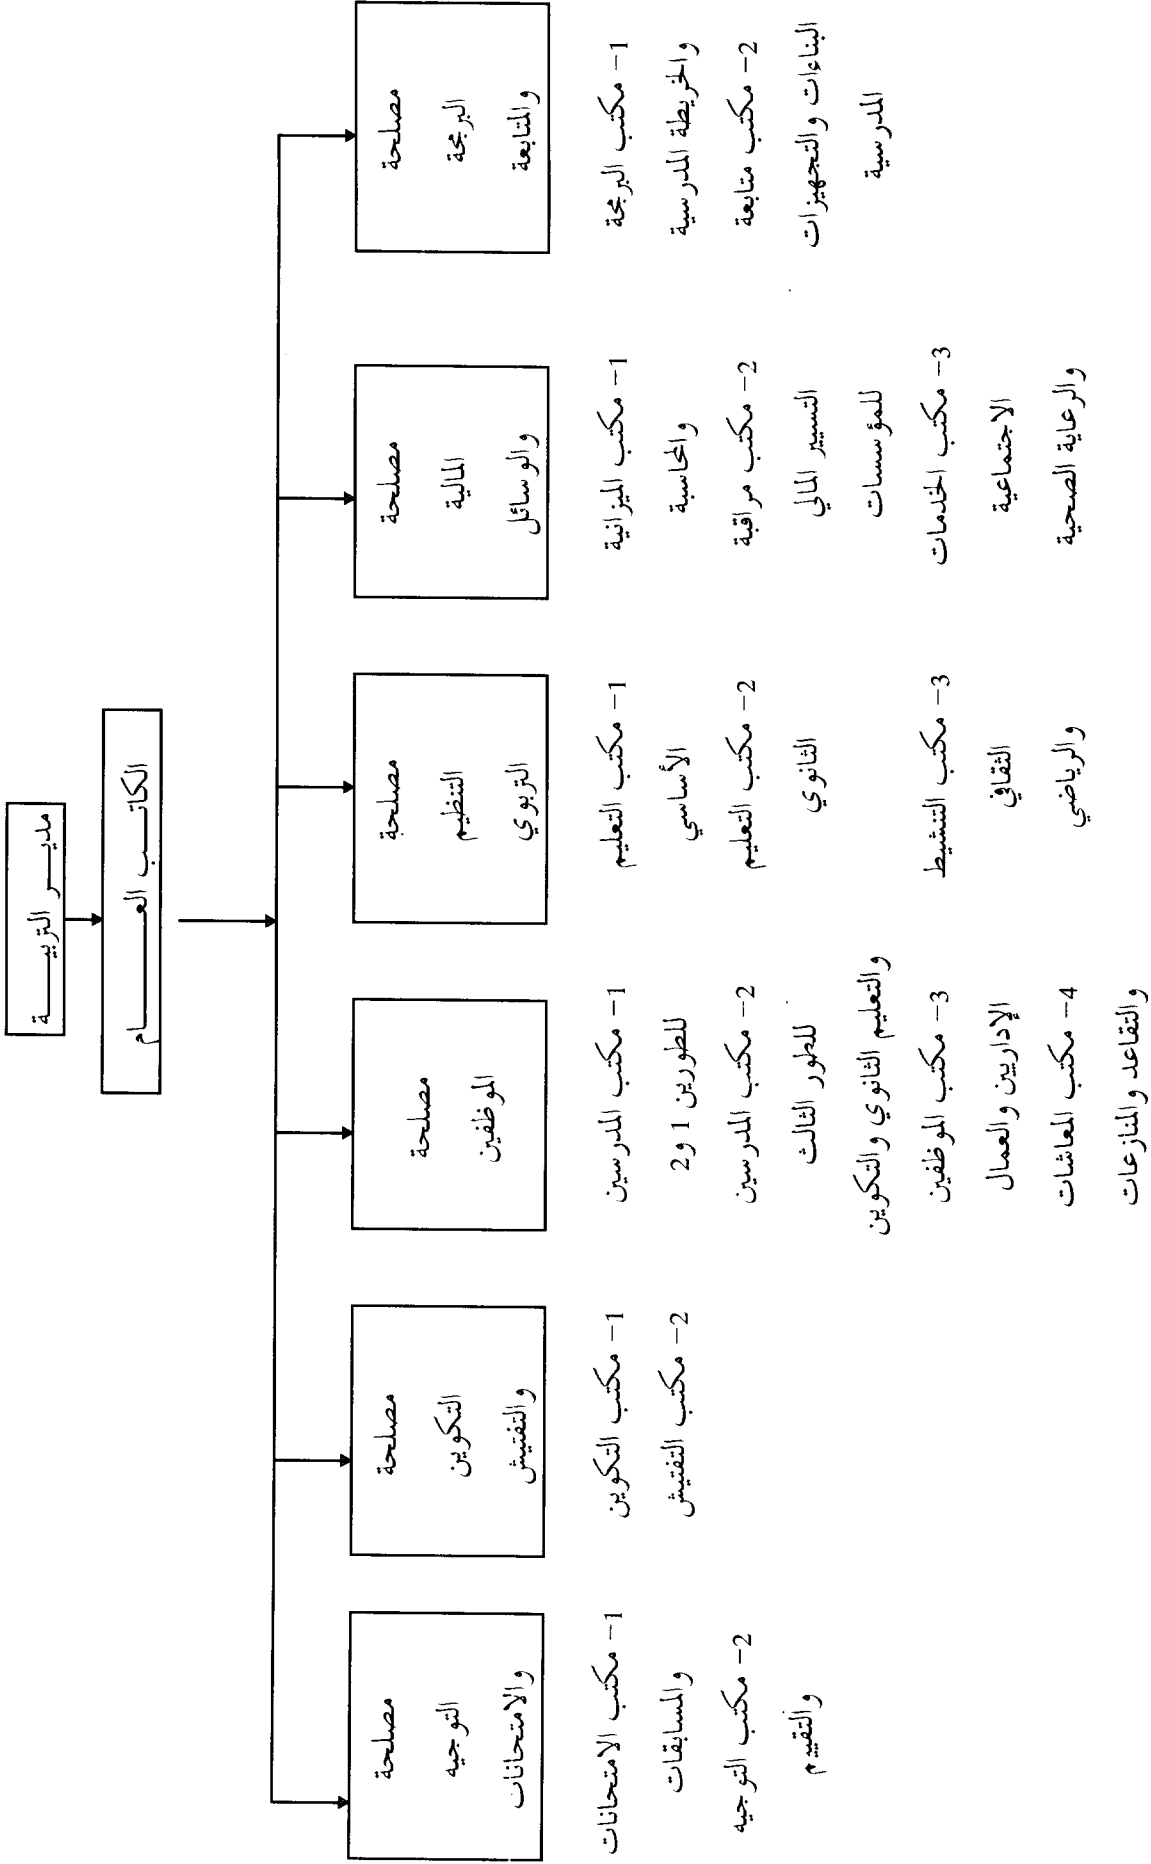 مديـــر التربيـــة
الكاتـــب العـــــام
مصلحة
البرمجة
والمتابعة
1- مكتب البرمجة
والخريطة المدرسية
2- مكتب متابعة
البناءات والتجهيزات
المدرسية
مصلحة
المالية
والوسائل
1- مكتب الميزانية
والمحاسبة
2- مكتب مراقبة
التسيير المالي
للمؤسسات
3- مكتب الخدمات
الاجتماعية
والرعاية الصحية
مصلحة
التنظيم
التربوي
1- مكتب التعليم
الأساسي
2- مكتب التعليم
الثانوي
3- مكتب التنشيط
الثقافي
والرياضي
مصلحة
الموظفين
1- مكتب المدرسين
للطورين 1 و2
2- مكتب المدرسين
للطور الثالث
والتعليم الثانوي والتكوين
3- مكتب الموظفين
الإداريين والعمال
4- مكتب المعاشات
والتقاعد والمنازعات
مصلحة
التكوين
والتفتيش
1- مكتب التكوين
2- مكتب التفتيش
مصلحة
التوجيه
والامتحانات
1- مكتب الامتحانات
والمسابقات
2- مكتب التوجيه
والتقييم